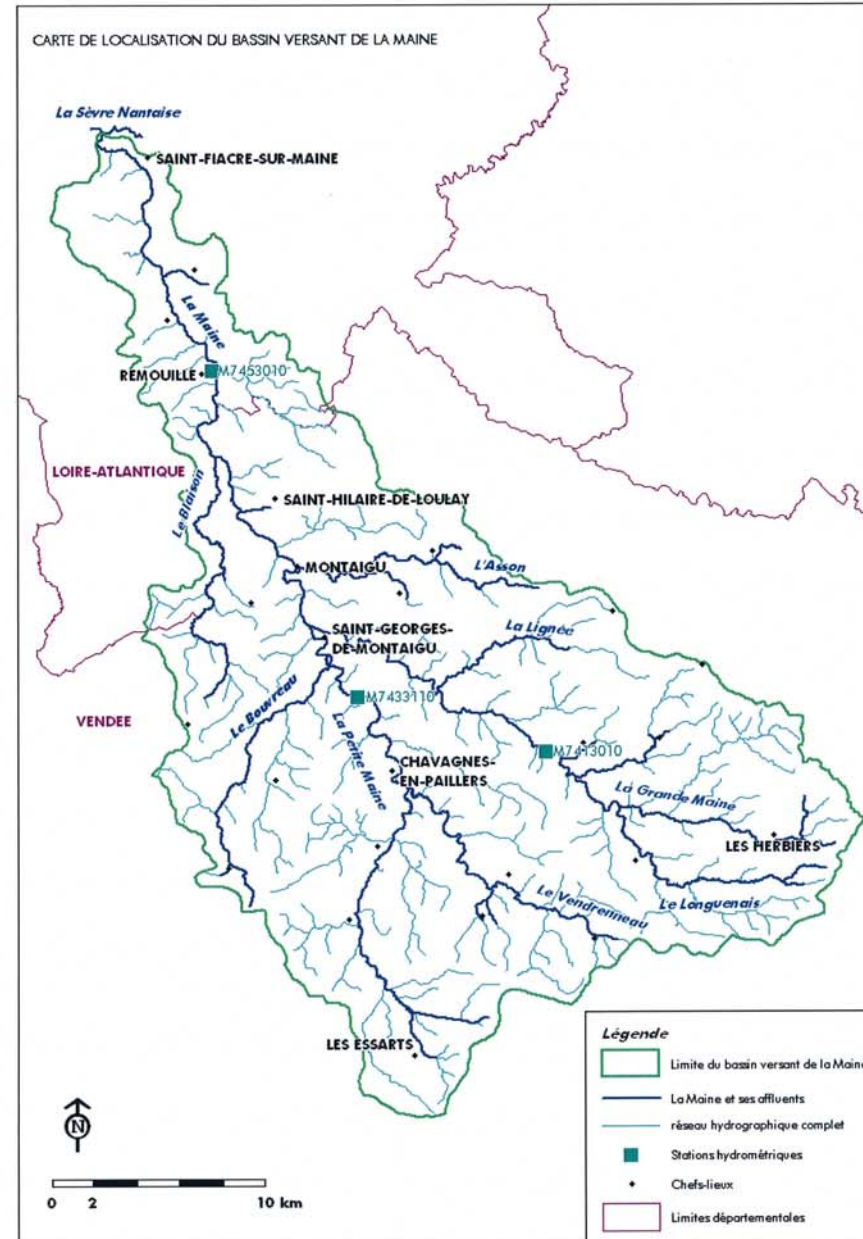 CARTE DE LOCALISATION DU BASSIN VERSANT DE LA MAINE
La Sèvre Nantaise
SAINT-FIACRE-SUR-MAINE
La Maine
REMOUILLE
M7453010
LOIRE-ATLANTIQUE
Le Blaison
SAINT-HILAIRE-DE-LOULAY
MONTAIGU
L'Asson
La Lignée
SAINT-GEORGES-
DE-MONTAIGU
M7433110
VENDEE
Le Bouvreau
La Petite Maine
M7413010
CHAVAGNES-
EN-PAILLERS
La Grande Maine
LES HERBIERS
Le Longuenais
Le Vendrenneau
LES ESSARTS
N
0 2 10 km
Légende
Limite du bassin versant de la Maine
La Maine et ses affluents
réseau hydrographique complet
Stations hydrométriques
Chefs-lieux
Limites départementales